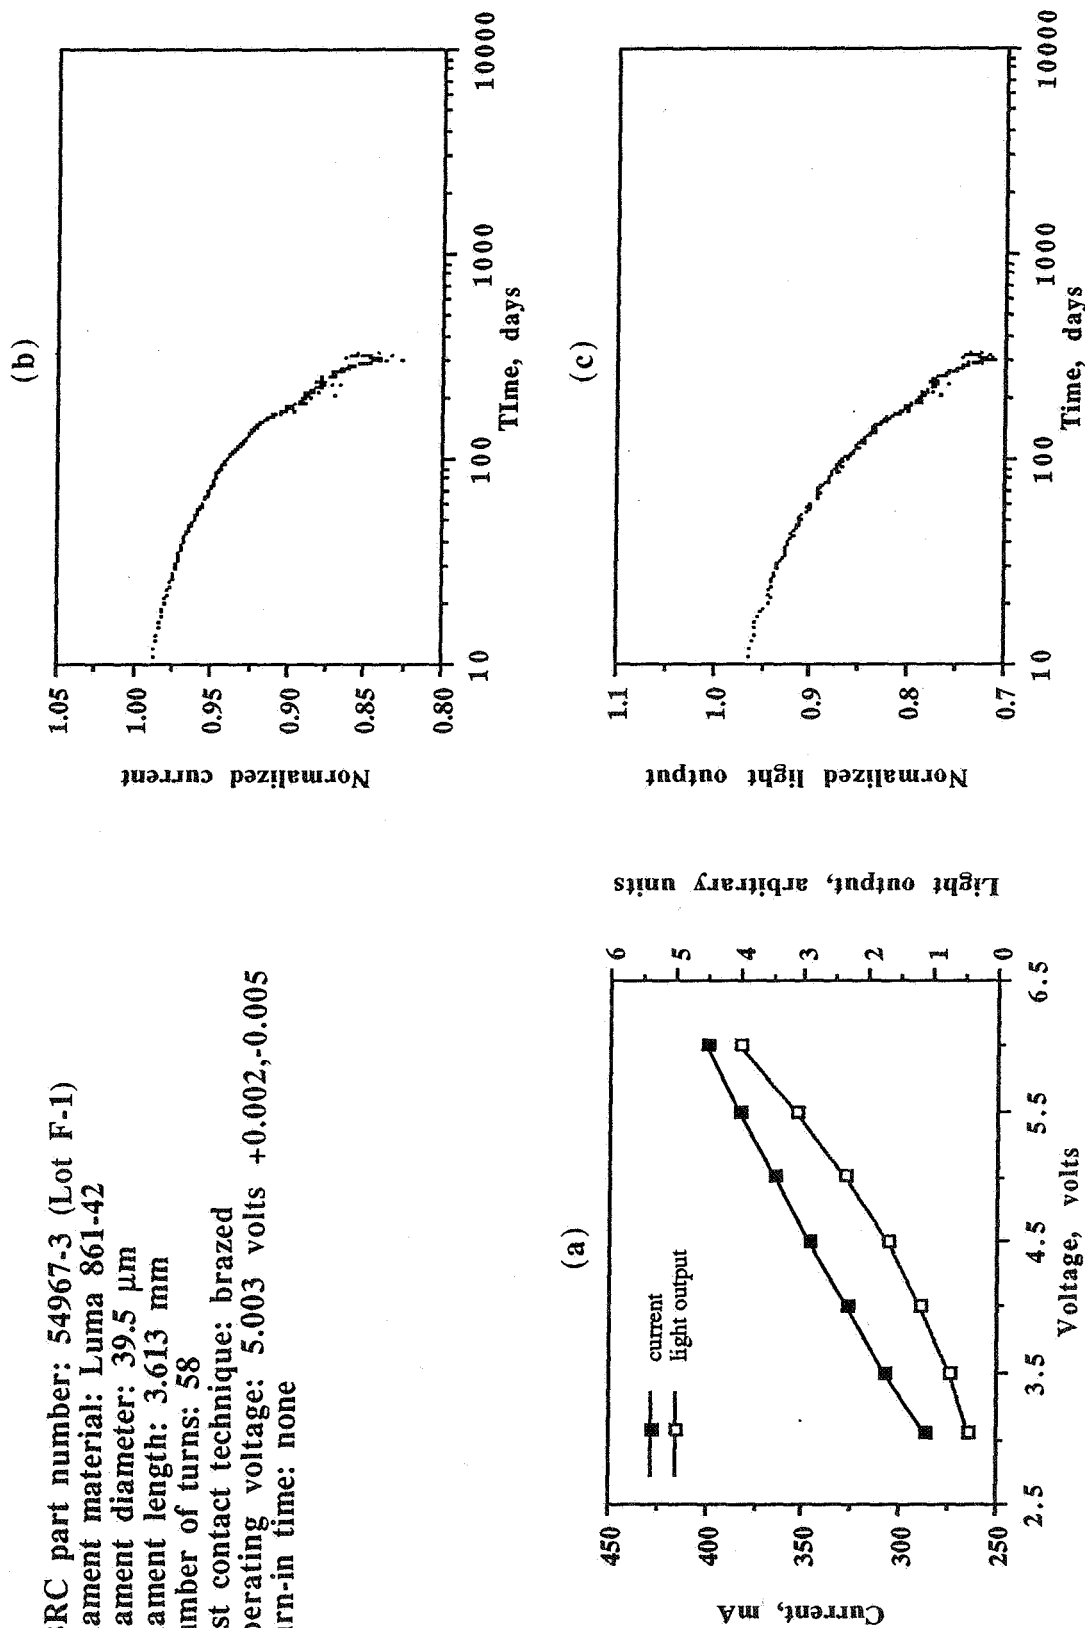 RC part number: 54967-3 (Lot F-1)
ament material: Luma 861-42
ament diameter: 39.5 μm
ament length: 3.613 mm
umber of turns: 58
st contact technique: brazed
perating voltage: 5.003 volts +0.002,-0.005
urn-in time: none
(a)
450
400
350
300
250
Current, mA
current
light output
6
5
4
3
2
1
0
Light output, arbitrary units
2.5
3.5
4.5
5.5
6.5
Voltage, volts
(b)
1.05
1.00
0.95
0.90
0.85
0.80
Normalized current
10
100
1000
10000
TIme, days
(c)
1.1
1.0
0.9
0.8
0.7
Normalized light output
10
100
1000
10000
Time, days